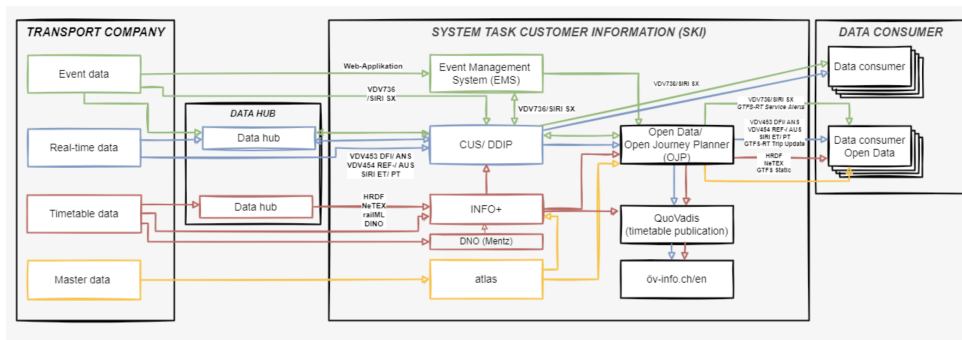 TRANSPORT COMPANY
SYSTEM TASK CUSTOMER INFORMATION (SKI)
DATA CONSUMER
Event data
Web-Applikation
Event Management
System (EMS)
VDV736/SIRI SX
Data consumer
VDV736
/SIRI SX
VDV736/SIRI SX
VDV736/SIRI SX
GTFS-RT Service Alerts
DATA HUB
Real-time data
Data hub
CUS/ DDIP
Open Data/
Open Journey Planner
(OJP)
VDV453 DFI/ ANS
VDV454 REF-/ AUS
SIRI ET/ PT
GTFS-RT Trip Update
Data consumer
Open Data
VDV453 DFI/ ANS
VDV454 REF-/ AUS
SIRI ET/ PT
HRDF
NeTEX
GTFS Static
Timetable data
Data hub
HRDF
NeTEX
railML
DINO
INFO+
QuoVadis
(timetable publication)
DNO (Mentz)
Master data
atlas
öv-info.ch/en